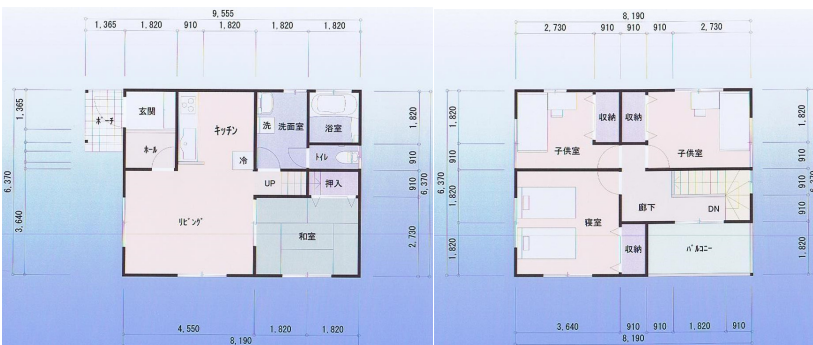 9,555
1,365
1,820
910
1,820
1,820
1,365
6,370
3,640
ポーチ
玄関
ホール
キッチン
冷
洗
洗面室
浴室
トイレ
UP
押入
リビング
和室
1,820
910
910
2,730
6,370
4,550
1,820
1,820
8,190
8,190
2,730
910
910
910
2,730
1,820
910
1,820
1,820
6,370
収納
収納
子供室
子供室
寝室
廊下
DN
収納
バルコニー
1,820
910
910
910
1,820
3,640
910
910
1,820
910
8,190